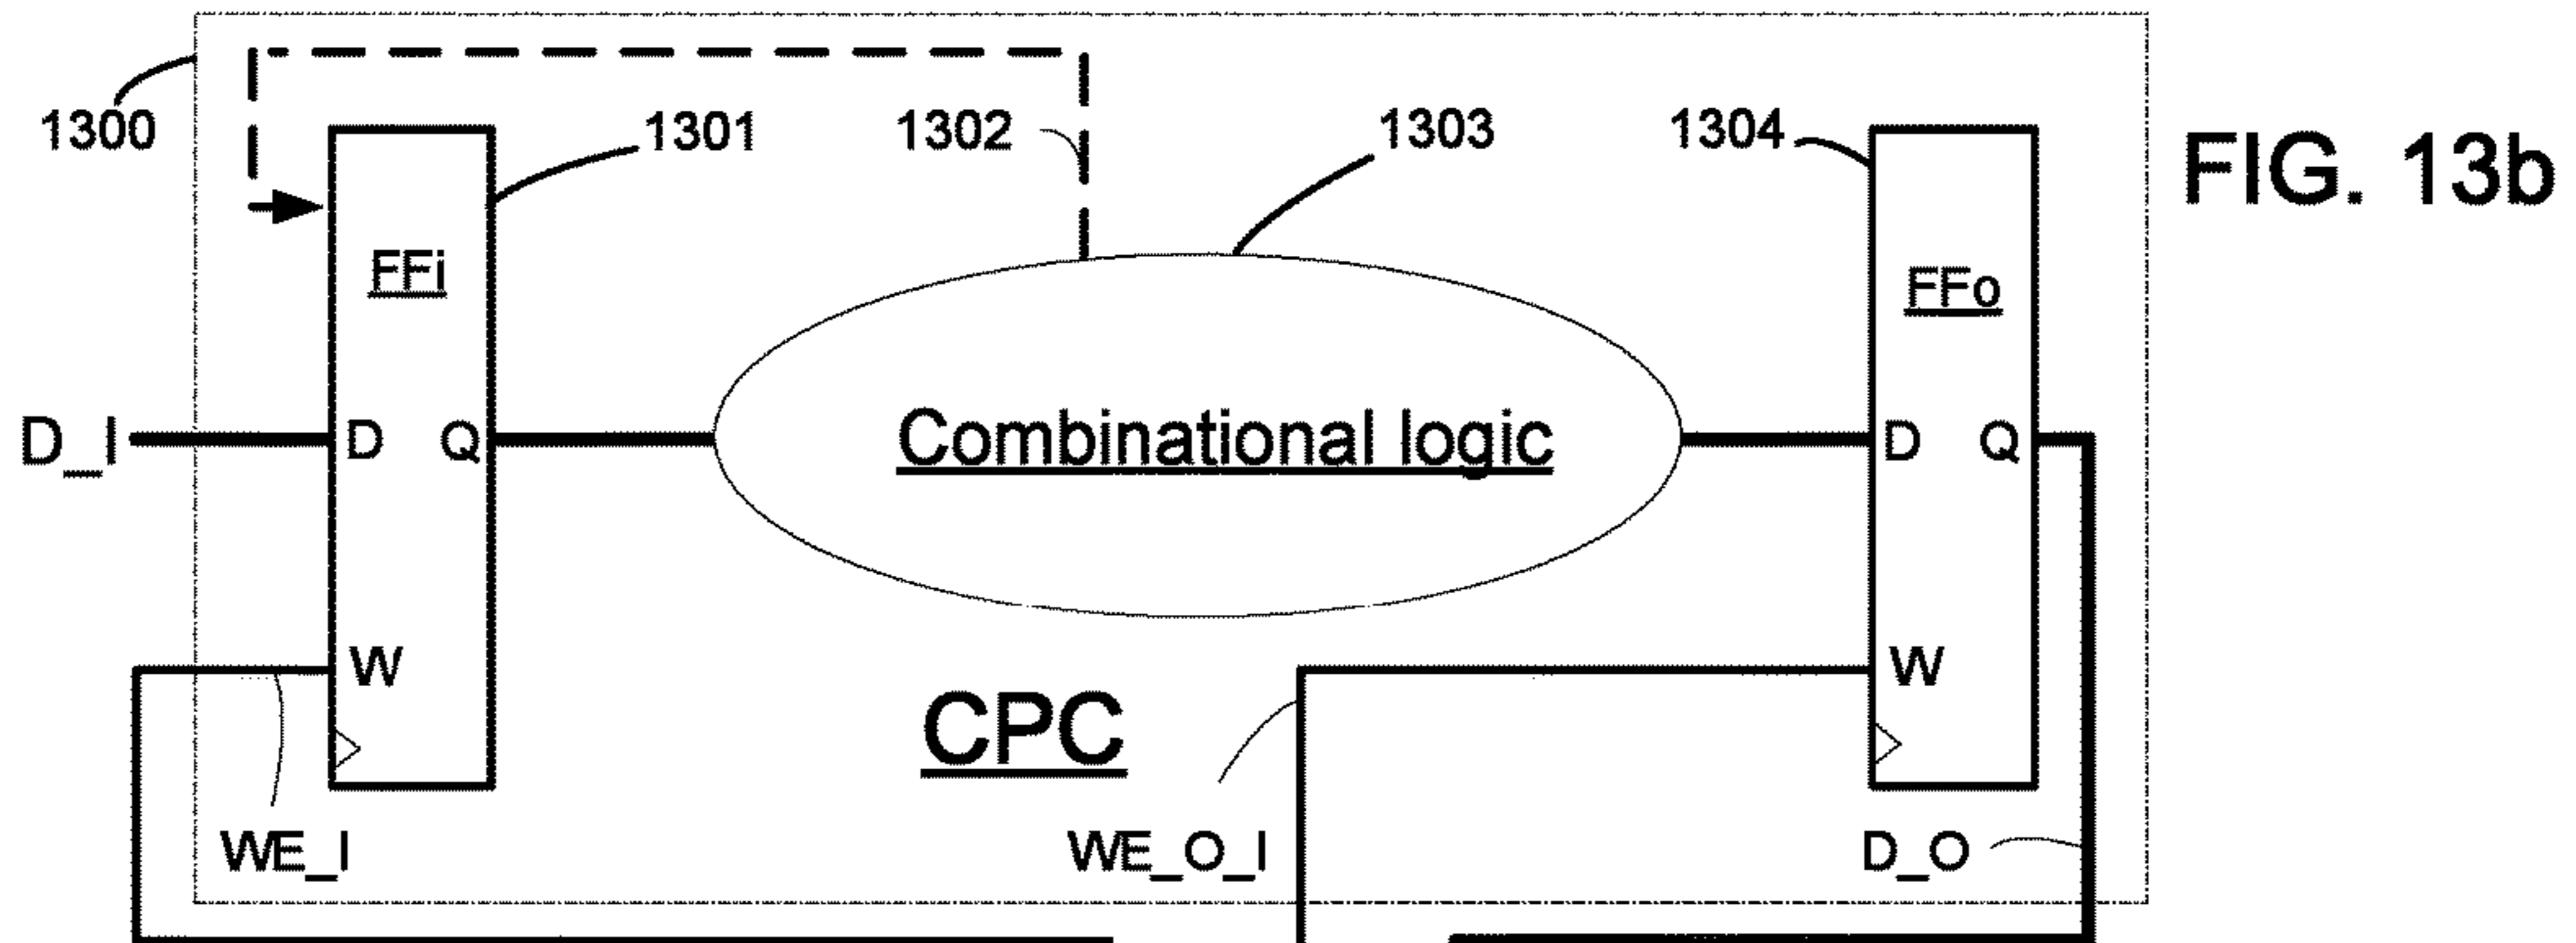 1300
1301
1302
1303
1304
FIG. 13b
FFi
FFo
D_I
D
Q
Combinational logic
D
Q
W
W
CPC
WE_I
WE_O_I
D_O